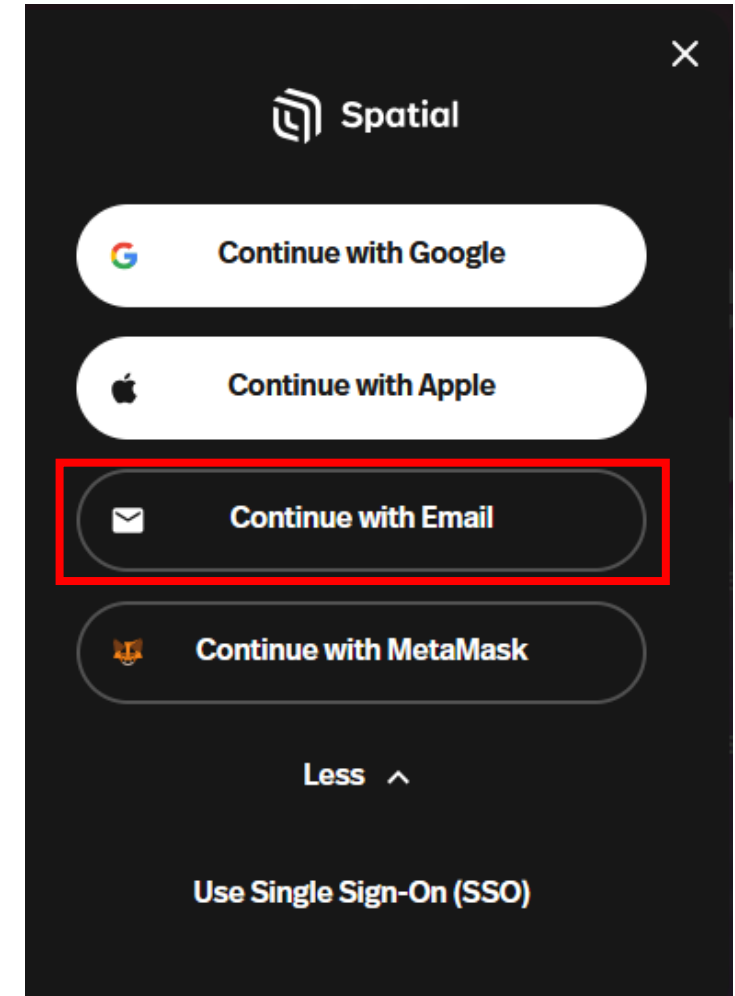 Spatial
Continue with Google
Continue with Apple
Continue with Email
Continue with MetaMask
Less
Use Single Sign-On (SSO)